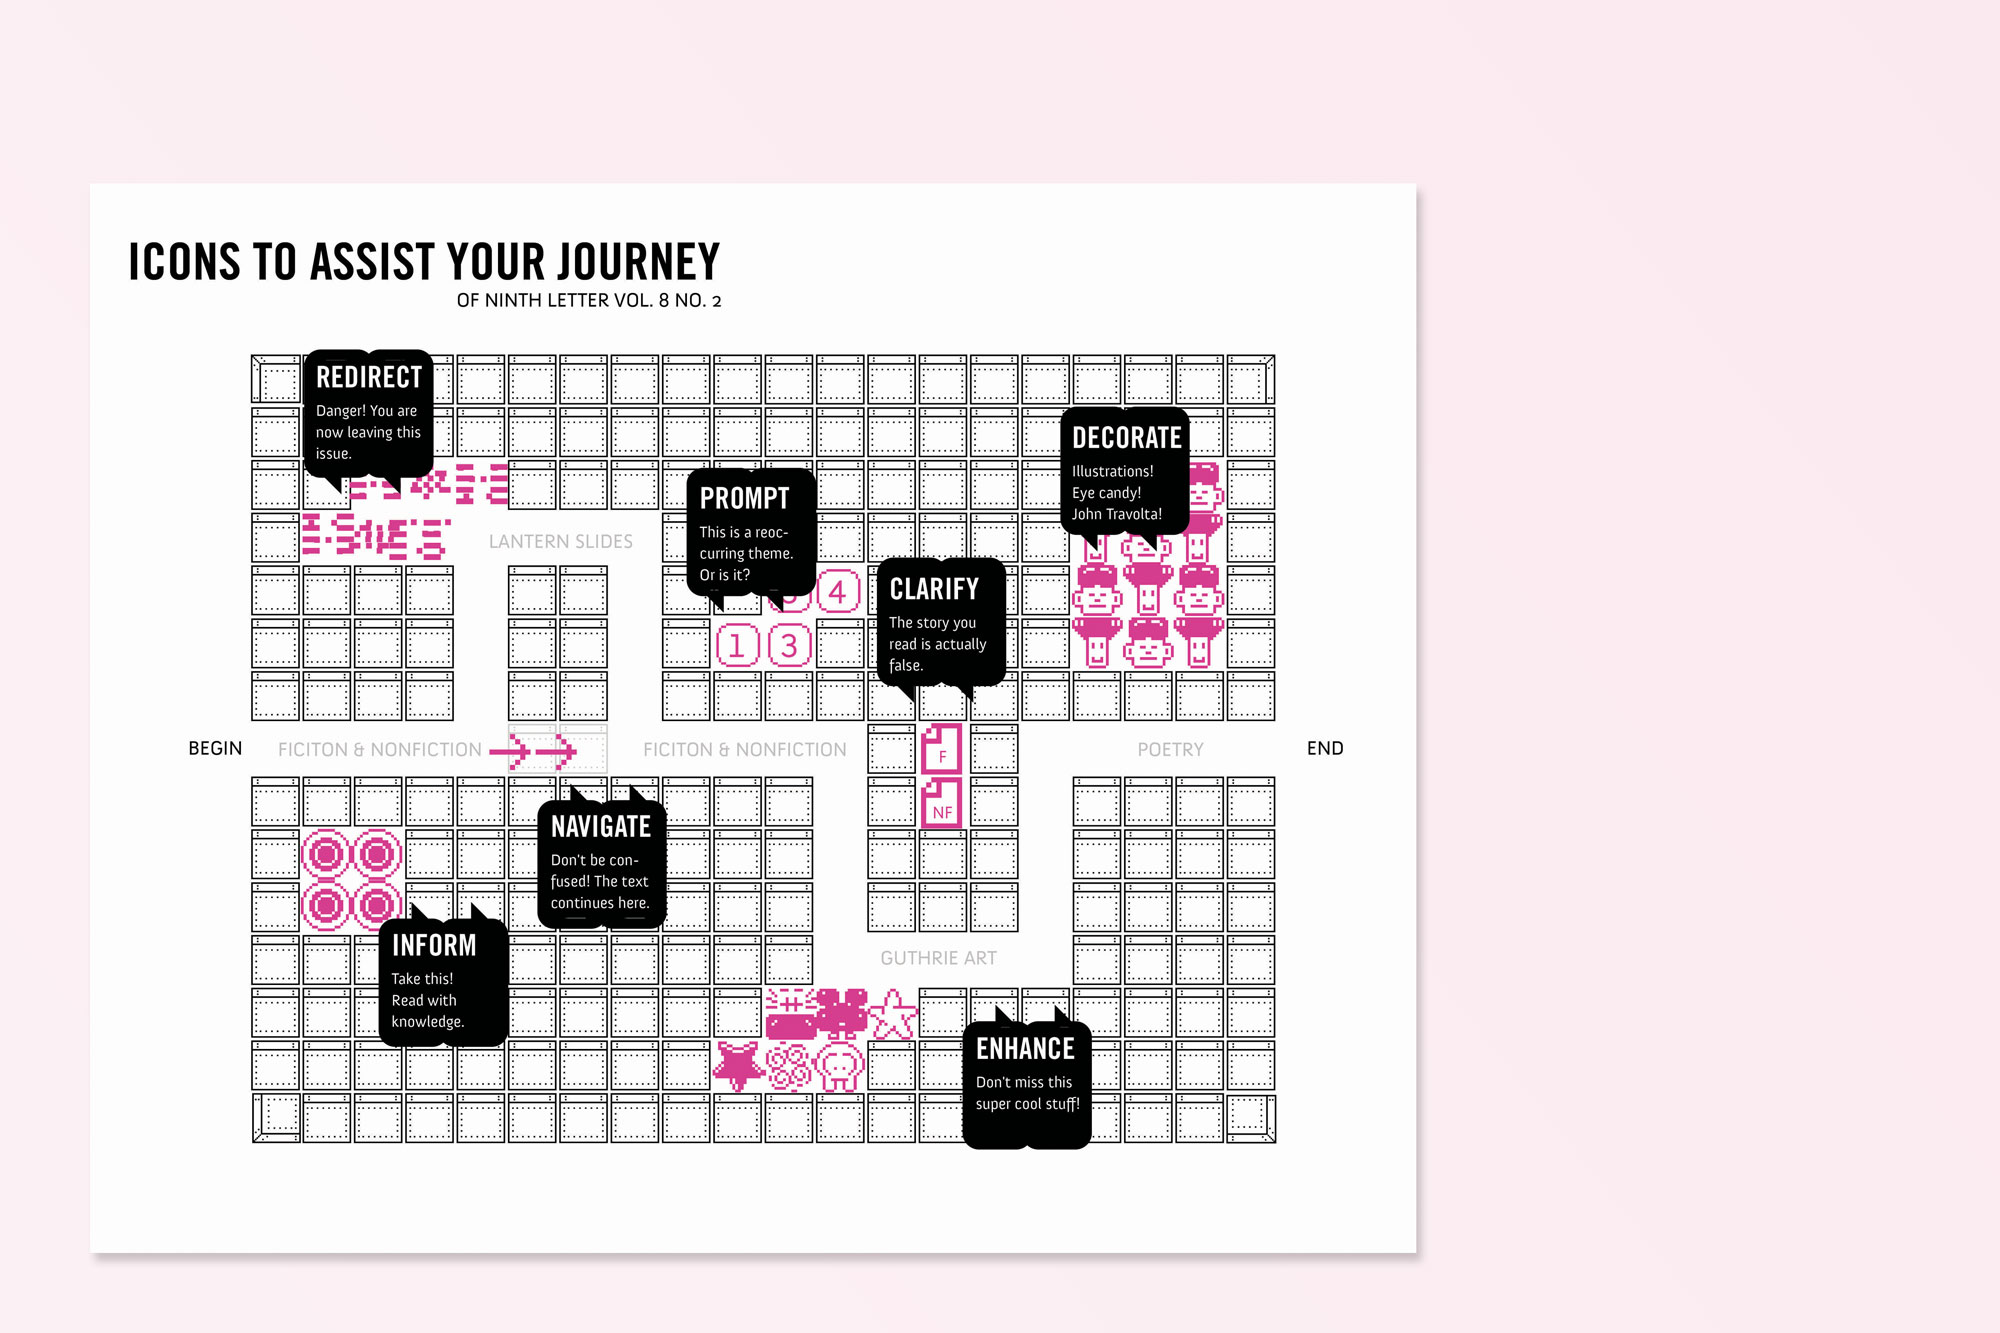 ICONS TO ASSIST YOUR JOURNEY
OF NINTH LETTER VOL. 8 NO. 2
REDIRECT
Danger! You are
now leaving this
issue.
DECORATE
Illustrations!
Eye candy!
John Travolta!
PROMPT
This is a reoc-
curring theme.
Or is it?
LANTERN SLIDES
CLARIFY
The story you
read is actually
false.
4
1 3
BEGIN
FICITON & NONFICTION
FICITON & NONFICTION
F
NF
POETRY
END
NAVIGATE
Don't be con-
fused! The text
continues here.
INFORM
Take this!
Read with
knowledge.
GUTHRIE ART
ENHANCE
Don't miss this
super cool stuff!